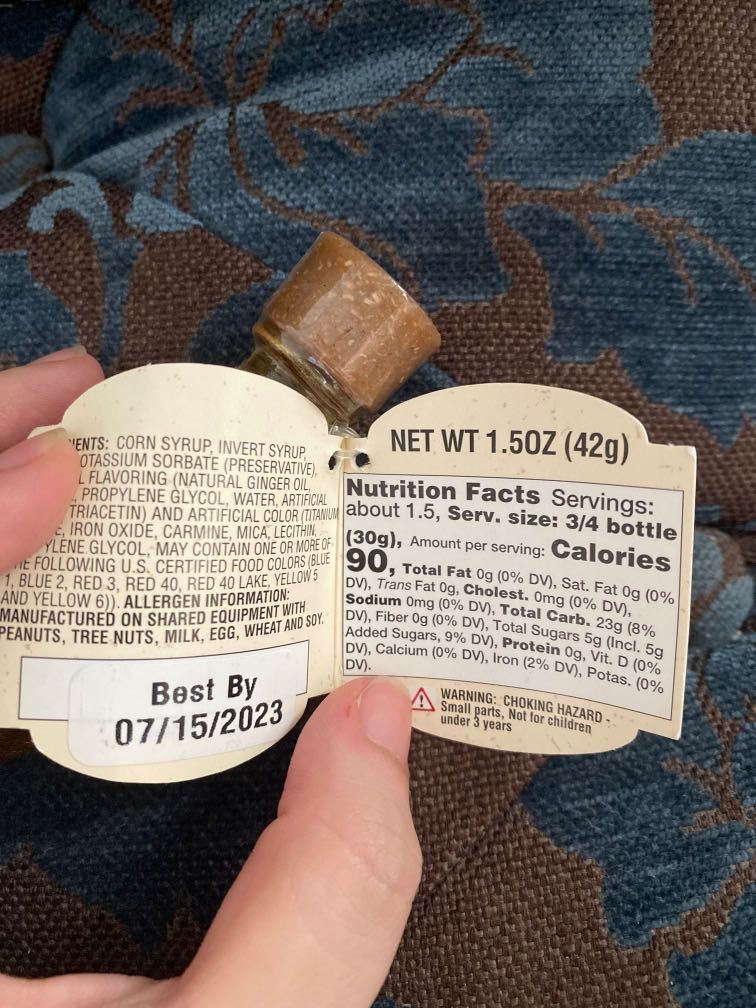 IENTS: CORN SYRUP, INVERT SYRUP,
OTASSIUM SORBATE (PRESERVATIVE),
L FLAVORING (NATURAL GINGER OIL,
, PROPYLENE GLYCOL, WATER, ARTIFICIAL
TRIACETIN) AND ARTIFICIAL COLOR (TITANIUM
E, IRON OXIDE, CARMINE, MICA, LECITHIN,
YLENE GLYCOL, MAY CONTAIN ONE OR MORE OF
HE FOLLOWING U.S. CERTIFIED FOOD COLORS (BLUE
1, BLUE 2, RED 3, RED 40, RED 40 LAKE, YELLOW 5
AND YELLOW 6)). ALLERGEN INFORMATION:
MANUFACTURED ON SHARED EQUIPMENT WITH
PEANUTS, TREE NUTS, MILK, EGG, WHEAT AND SOY.
Best By
07/15/2023
NET WT 1.5OZ (42g)
Nutrition Facts Servings:
about 1.5, Serv. size: 3/4 bottle
(30g), Amount per serving: Calories
90, Total Fat 0g (0% DV), Sat. Fat 0g (0%
DV), Trans Fat 0g, Cholest. 0mg (0% DV),
Sodium 0mg (0% DV), Total Carb. 23g (8%
DV), Fiber 0g (0% DV), Total Sugars 5g (Incl. 5g
Added Sugars, 9% DV), Protein 0g, Vit. D (0%
DV), Calcium (0% DV), Iron (2% DV), Potas. (0%
DV).
WARNING: CHOKING HAZARD -
Small parts, Not for children
under 3 years